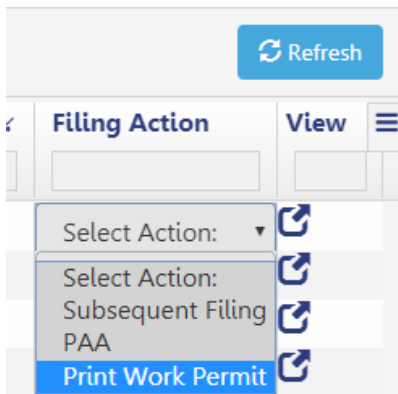 Refresh
Filing Action View
Select Action:
Select Action:
Subsequent Filing
PAA
Print Work Permit